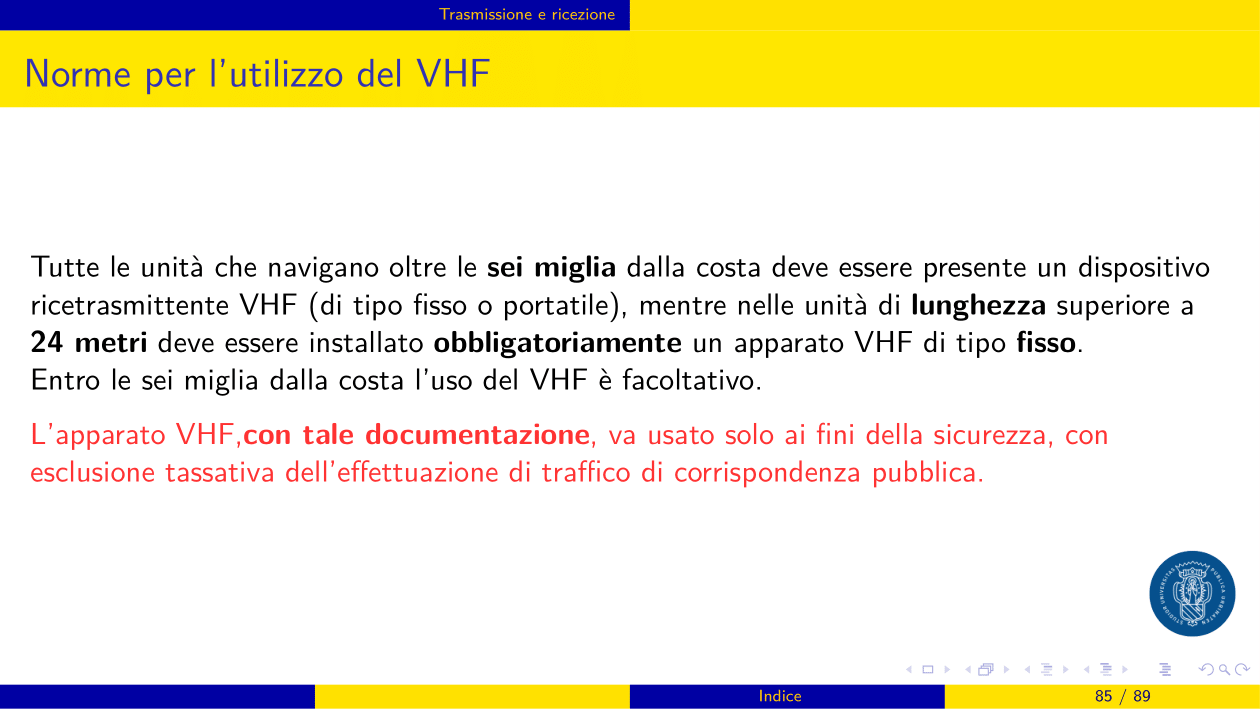 Trasmissione e ricezione
Norme per l'utilizzo del VHF
Tutte le unità che navigano oltre le sei miglia dalla costa deve essere presente un dispositivo
ricetrasmittente VHF (di tipo fisso o portatile), mentre nelle unità di lunghezza superiore a
24 metri deve essere installato obbligatoriamente un apparato VHF di tipo fisso.
Entro le sei miglia dalla costa l'uso del VHF è facoltativo.
L'apparato VHF,con tale documentazione, va usato solo ai fini della sicurezza, con
esclusione tassativa dell'effettuazione di traffico di corrispondenza pubblica.
Indice
85 / 89